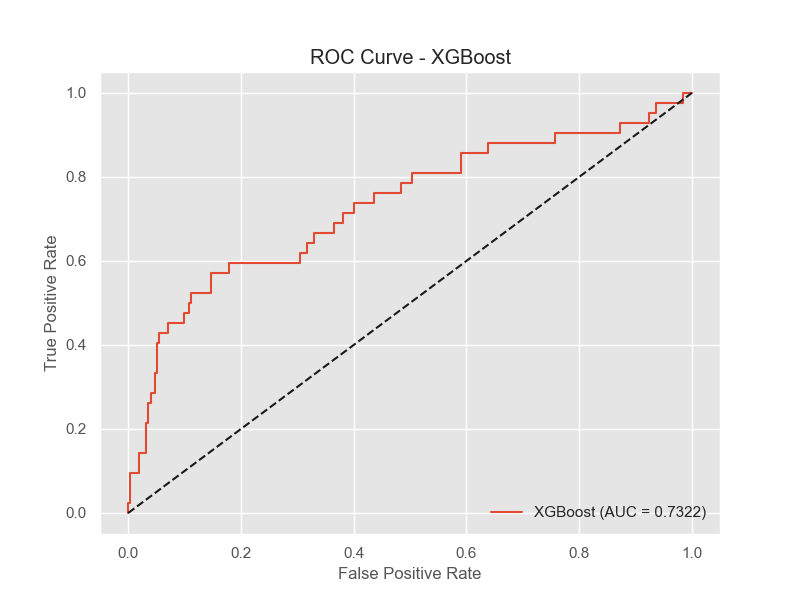 ROC Curve - XGBoost
1.0
0.8
0.6
0.4
0.2
0.0
True Positive Rate
XGBoost (AUC = 0.7322)
0.0 0.2 0.4 0.6 0.8 1.0
False Positive Rate